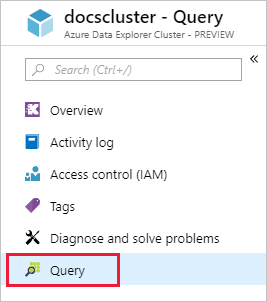 docscluster - Query
Azure Data Explorer Cluster - PREVIEW
Search (Ctrl+/)
«
Overview
Activity log
Access control (IAM)
Tags
Diagnose and solve problems
Query